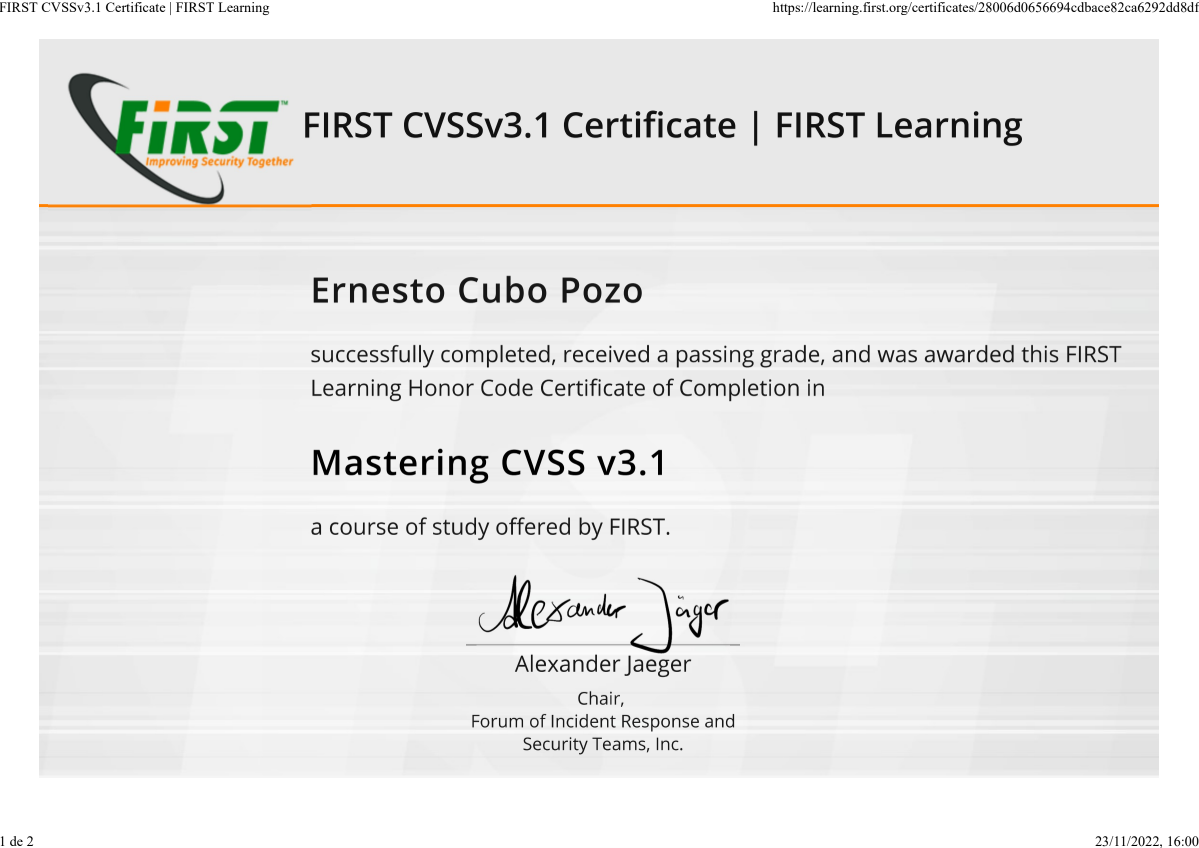 FIRST CVSSv3.1 Certificate | FIRST Learning
https://learning.first.org/certificates/28006d0656694cdbace82ca6292dd8df
FiRST™
Improving Security Together
FIRST CVSSv3.1 Certificate | FIRST Learning
Ernesto Cubo Pozo
successfully completed, received a passing grade, and was awarded this FIRST
Learning Honor Code Certificate of Completion in
Mastering CVSS v3.1
a course of study offered by FIRST.
Alexander Jäger
Alexander Jaeger
Chair,
Forum of Incident Response and
Security Teams, Inc.
1 de 2
23/11/2022, 16:00